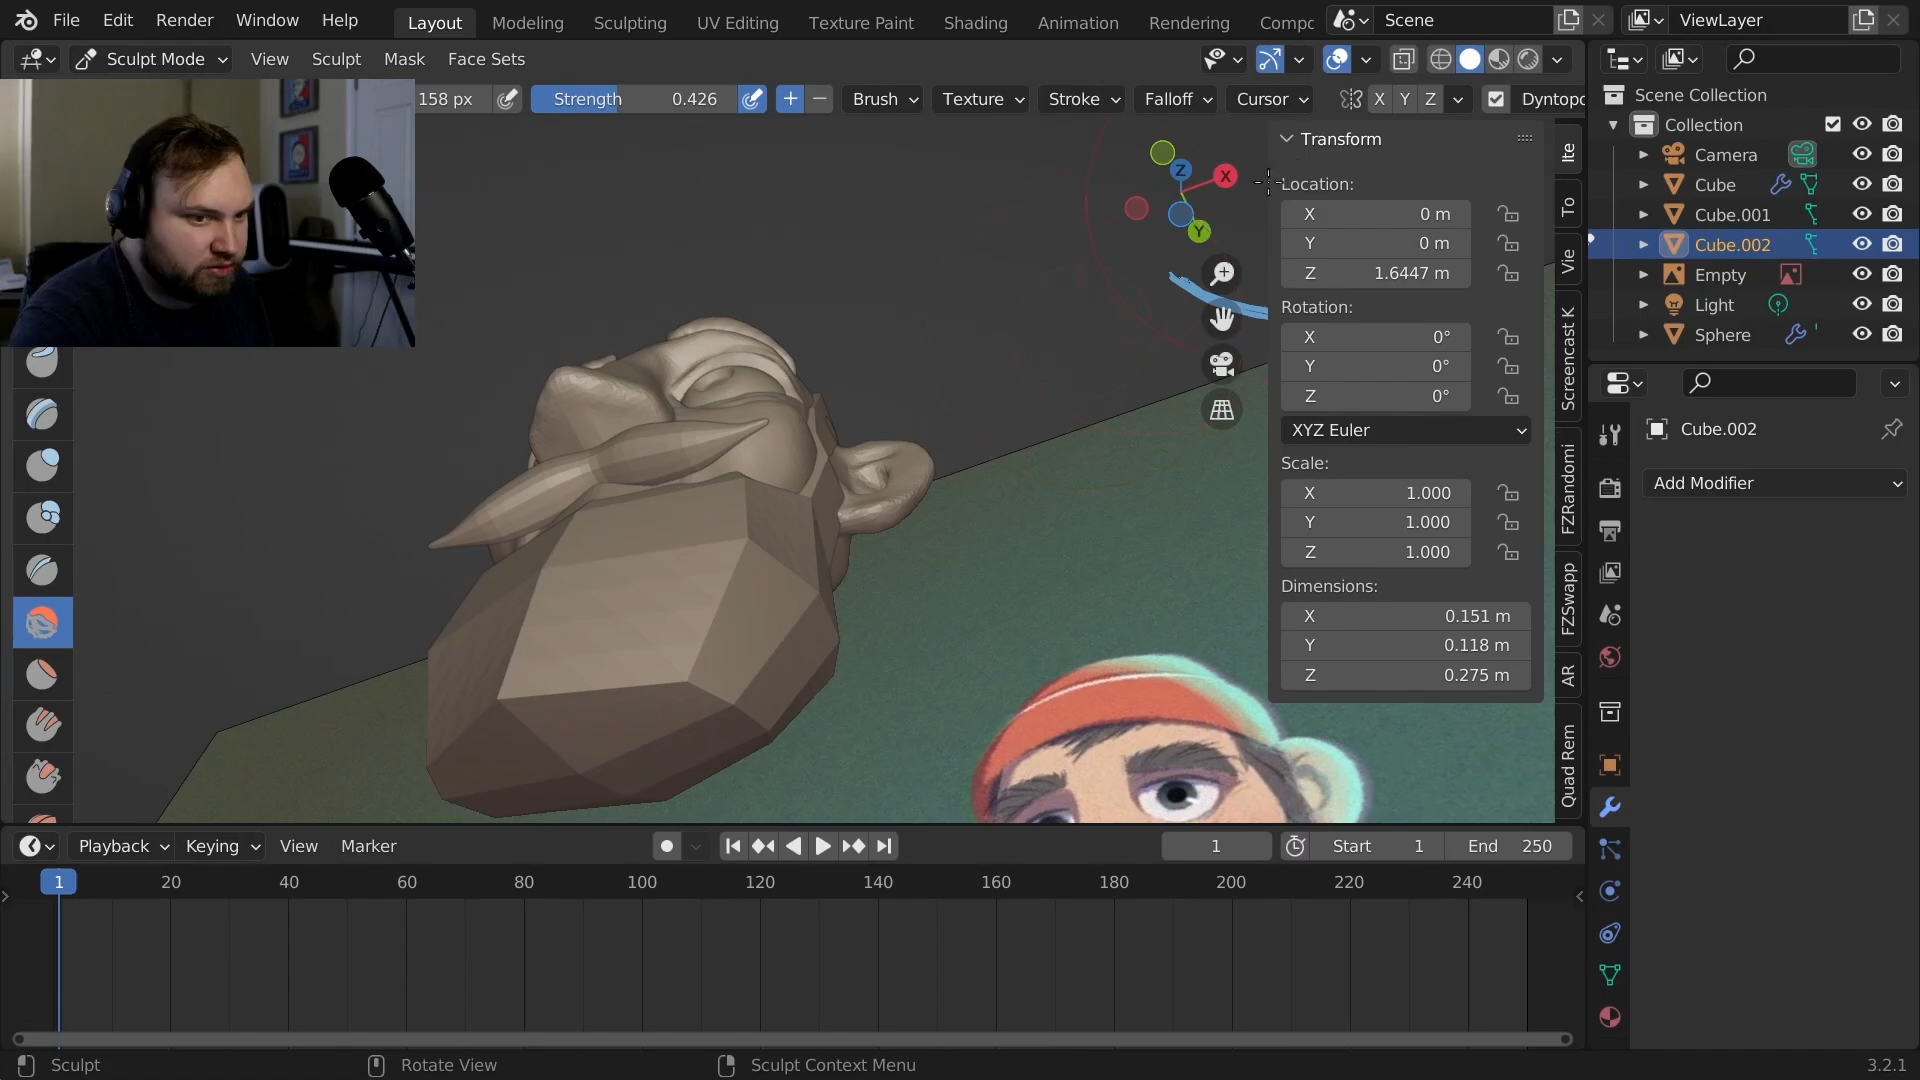 File Edit Render Window Help Layout Modeling Sculpting UV Editing Texture Paint Shading Animation Rendering Scene ViewLayer
Sculpt Mode View Sculpt Mask Face Sets
158 px Strength 0.426 Brush Texture Stroke Falloff Cursor X Y Z
Scene Collection
Collection
Camera
Cube
Cube.001
Cube.002
Empty
Light
Sphere
Transform
Location:
X 0 m
Y 0 m
Z 1.6447 m
Rotation:
X 0°
Y 0°
Z 0°
XYZ Euler
Scale:
X 1.000
Y 1.000
Z 1.000
Dimensions:
X 0.151 m
Y 0.118 m
Z 0.275 m
Z
X
Y
Ite
To
Vie
Screencast K
FZRandomi
FZSwapp
AR
Quad Rem
Cube.002
Add Modifier
Playback Keying View Marker 1 Start 1 End 250
1 20 40 60 80 100 120 140 160 180 200 220 240
Sculpt Rotate View Sculpt Context Menu 3.2.1